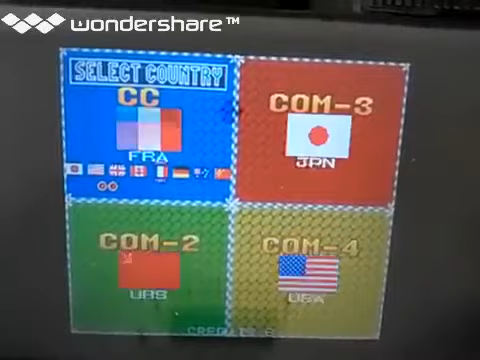 wondershare™
SELECT COUNTRY
CC
FRA
COM-3
JPN
COM-2
URS
COM-4
USA